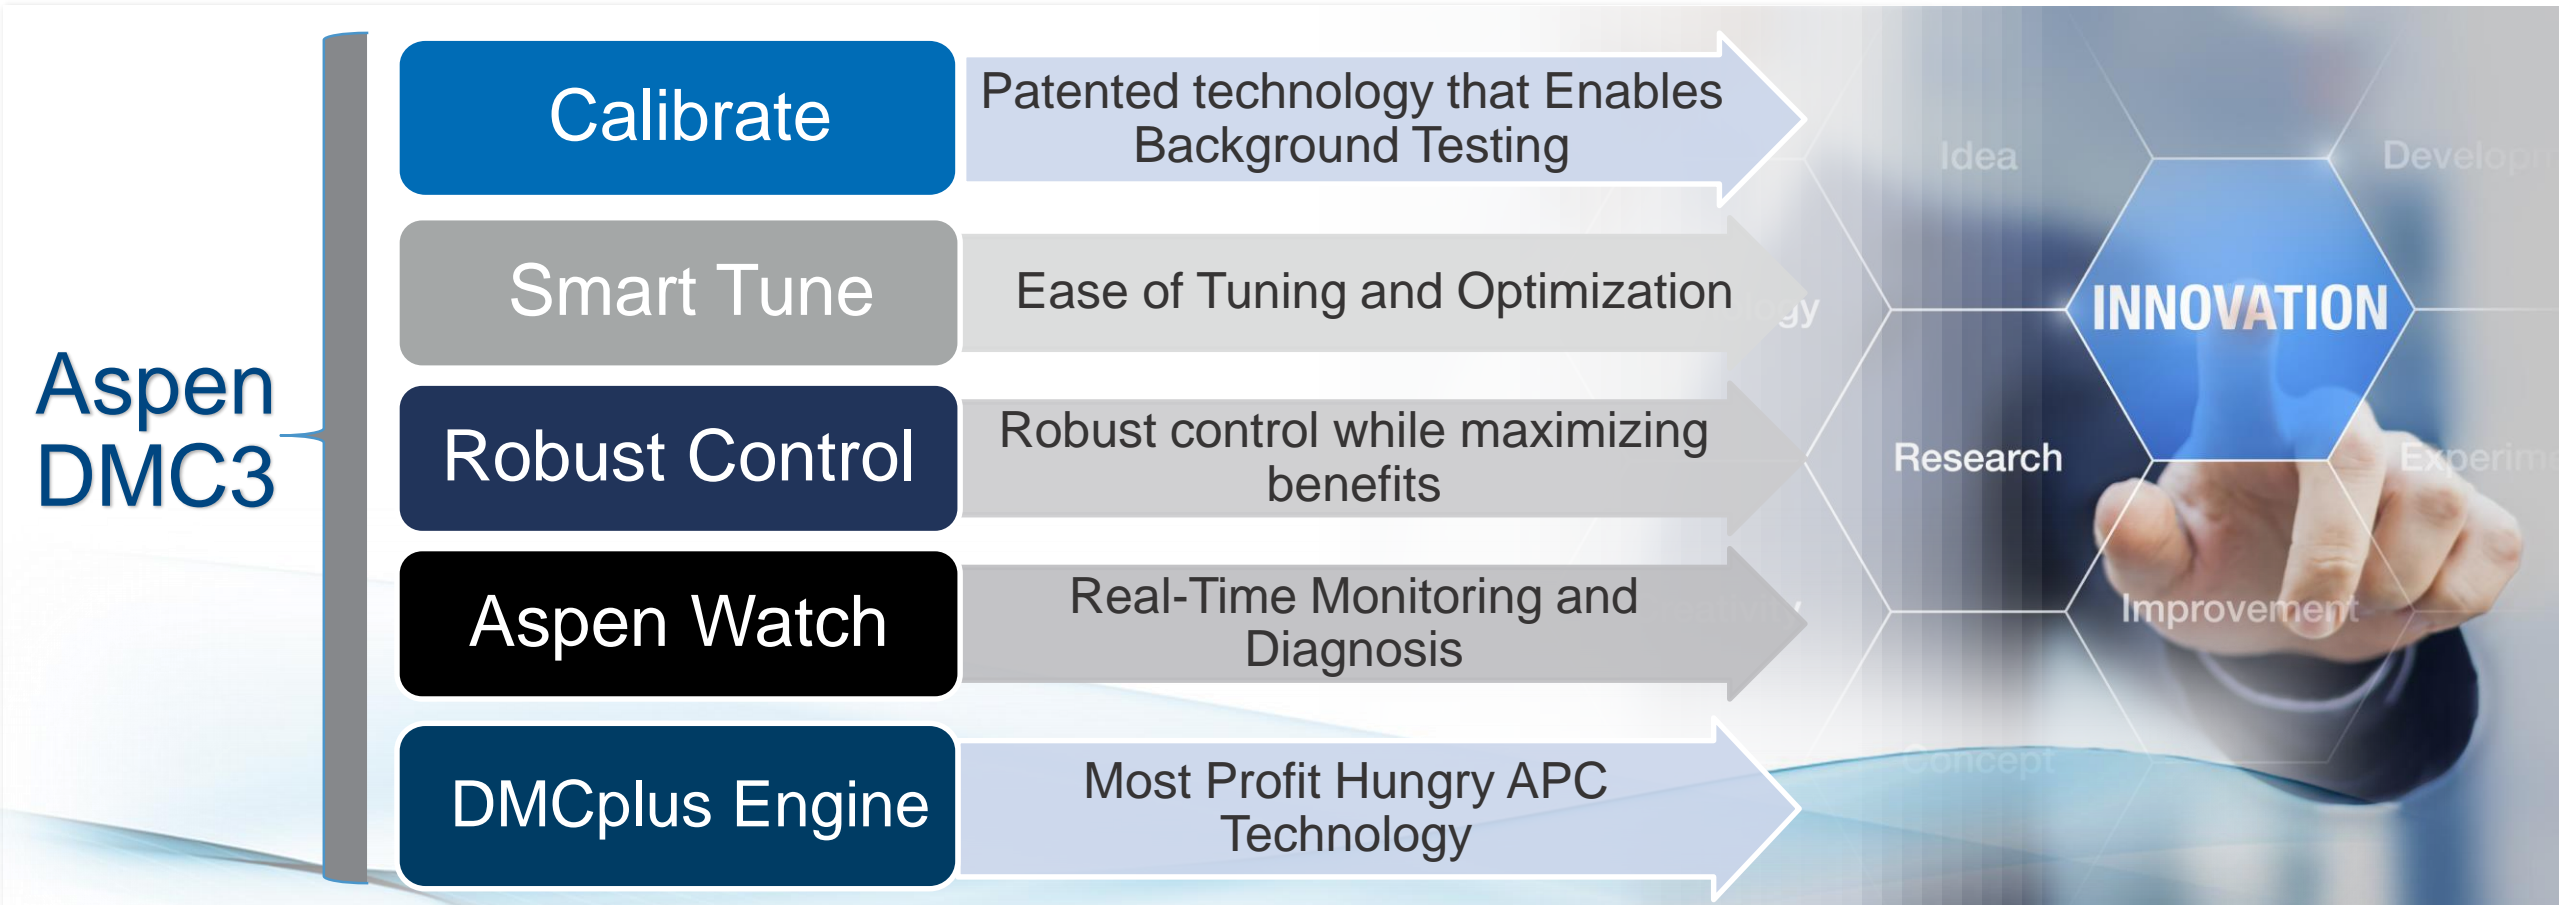 Aspen
DMC3
Calibrate
Patented technology that Enables
Background Testing
Smart Tune
Ease of Tuning and Optimization
Robust Control
Robust control while maximizing
benefits
Aspen Watch
Real-Time Monitoring and
Diagnosis
DMCplus Engine
Most Profit Hungry APC
Technology
Idea
INNOVATION
Research
Improvement
Concept